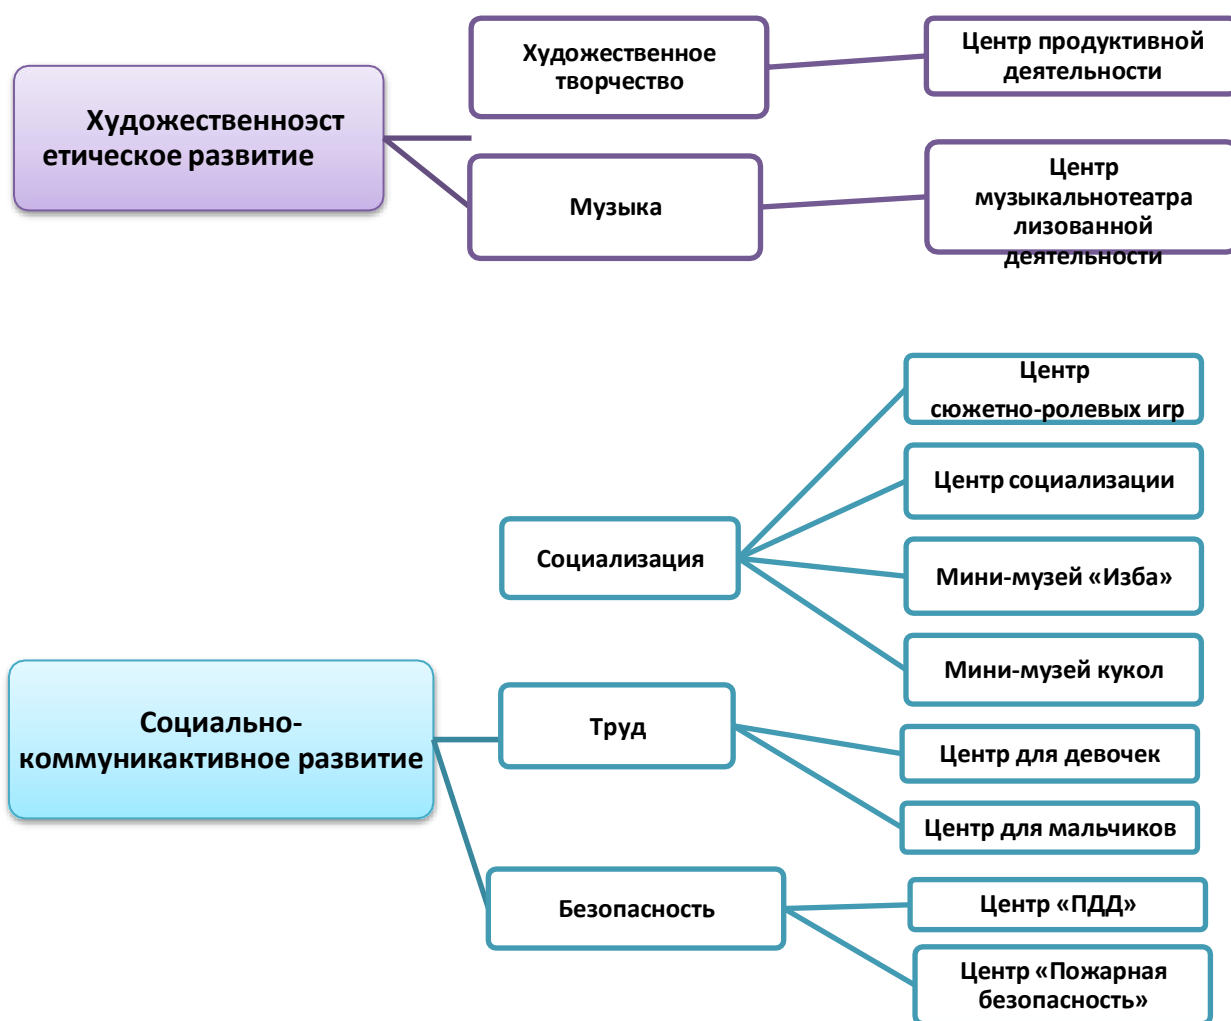 Художественноэст
етическое развитие
Художественное
творчество
Центр продуктивной
деятельности
Музыка
Центр
музыкальнотеатра
лизованной
деятельности
Социально-
коммуникактивное развитие
Социализация
Центр
сюжетно-ролевых игр
Центр социализации
Мини-музей «Изба»
Мини-музей кукол
Труд
Центр для девочек
Центр для мальчиков
Безопасность
Центр «ПДД»
Центр «Пожарная
безопасность»